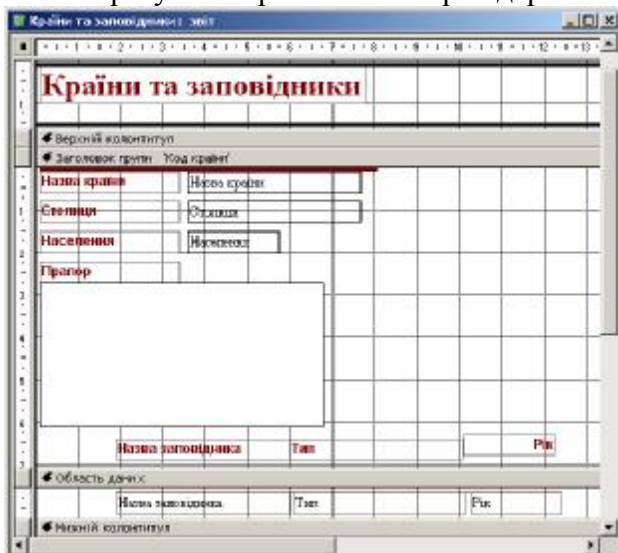 Країни та заповідники : звіт
Країни та заповідники
Верхній колонтитул
Заголовок групи 'Код країни'
Назва країни Назва країни
Столиця Столиця
Населення Населення
Прапор
Назва заповідника Тип Рік
Область даних
Назва заповідника Тип Рік
Нижній колонтитул